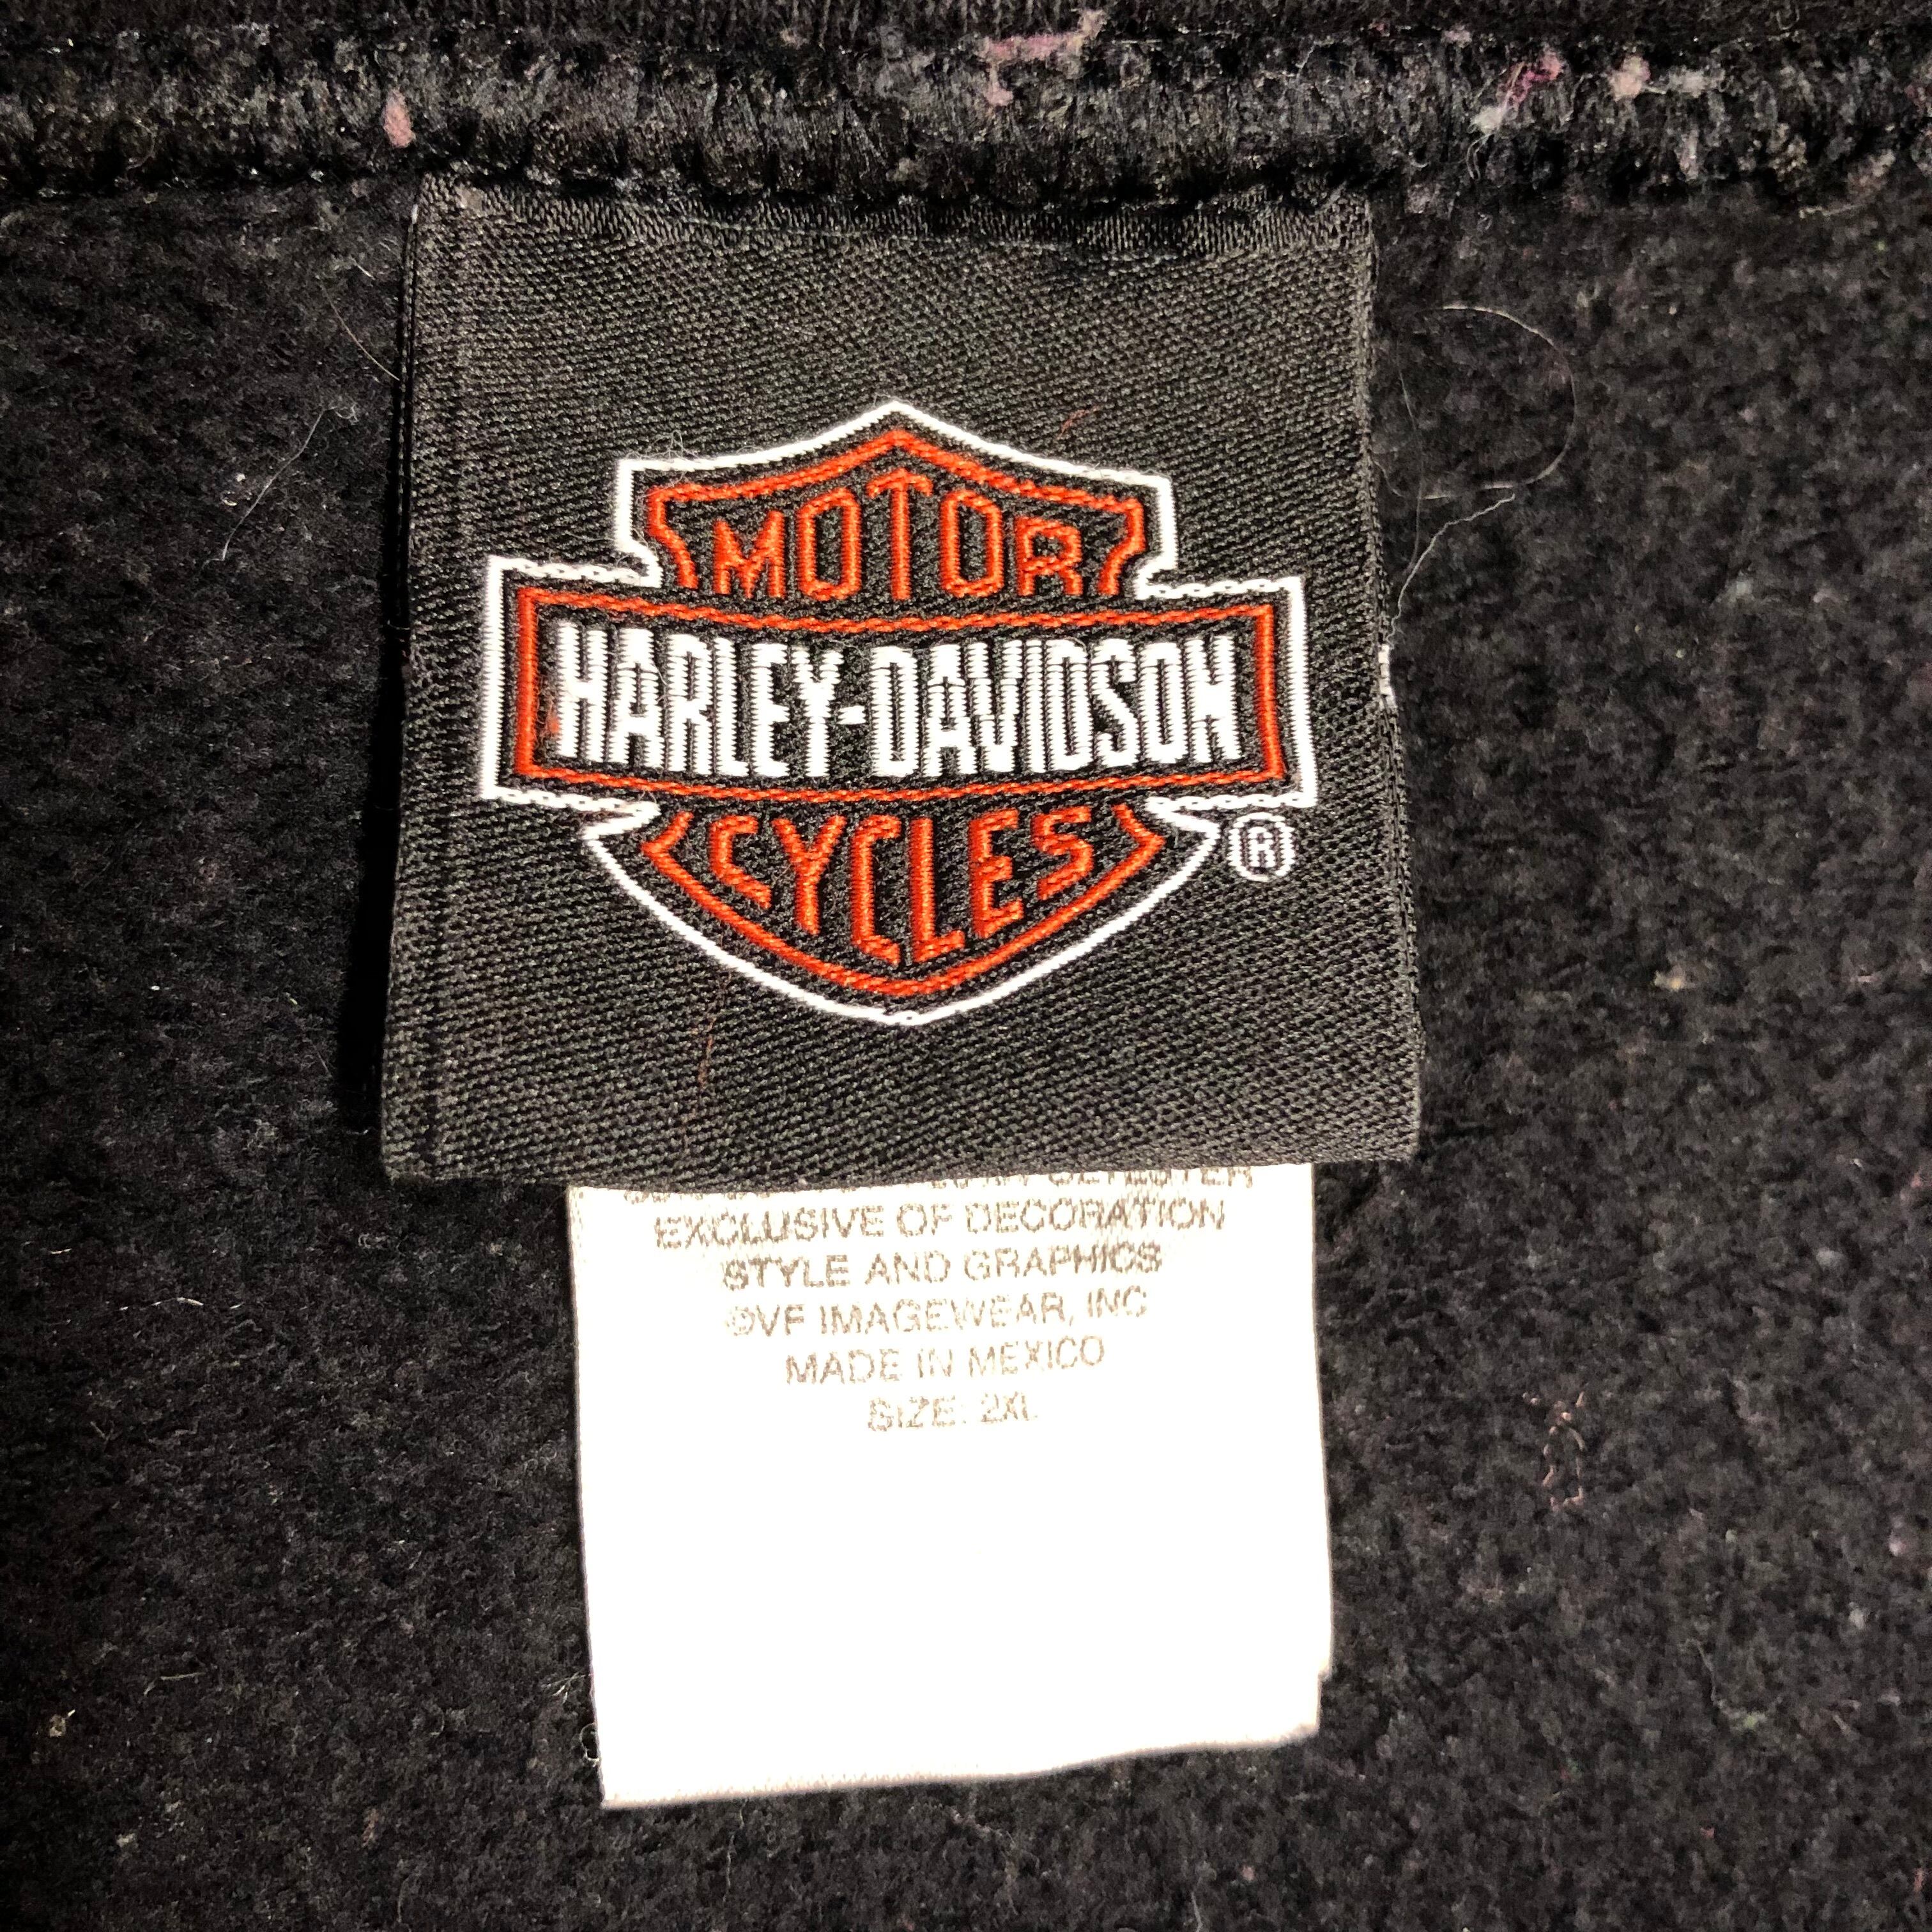 MOTOR
HARLEY-DAVIDSON
CYCLES
®
EXCLUSIVE OF DECORATION
STYLE AND GRAPHICS
©VF IMAGEWEAR, INC
MADE IN MEXICO
SIZE: 2XL